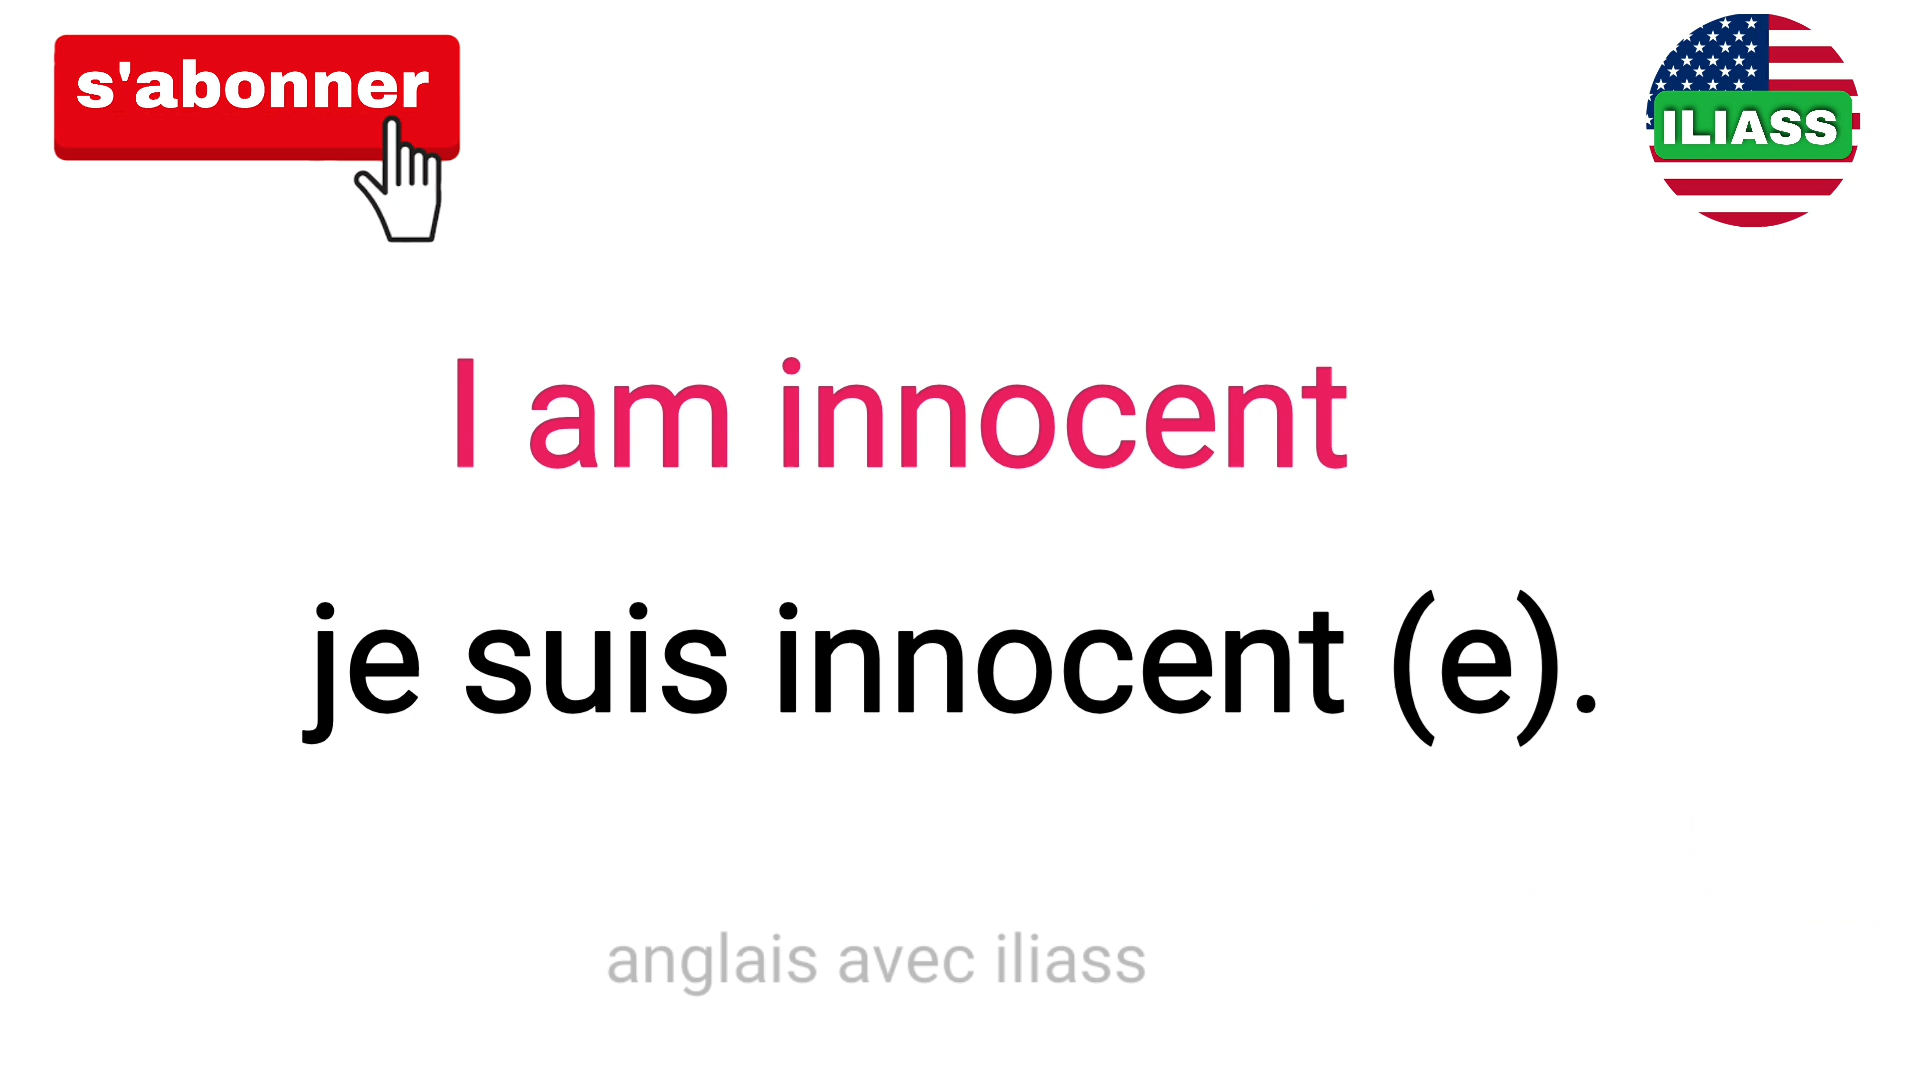 s'abonner
ILIASS
I am innocent
je suis innocent (e).
anglais avec iliass